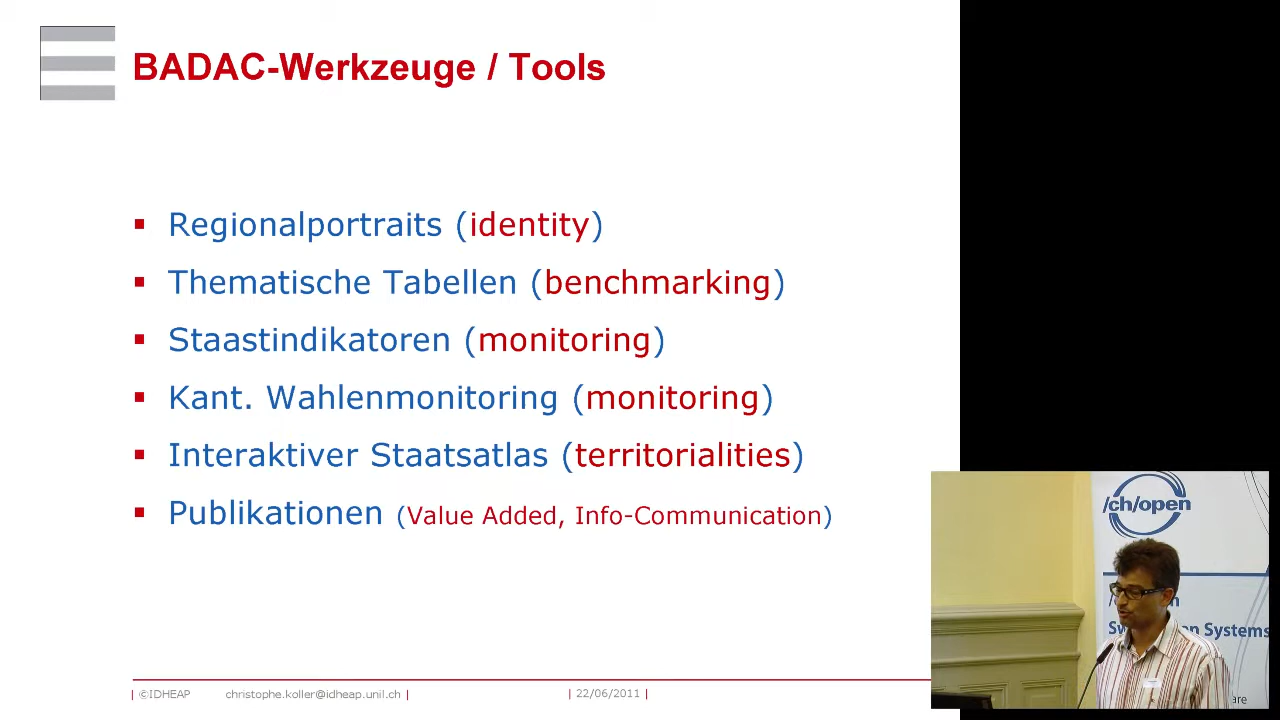 BADAC-Werkzeuge / Tools
Regionalportraits (identity)
Thematische Tabellen (benchmarking)
Staastindikatoren (monitoring)
Kant. Wahlenmonitoring (monitoring)
Interaktiver Staatsatlas (territorialities)
Publikationen (Value Added, Info-Communication)
| ©IDHEAP christophe.koller@idheap.unil.ch | | 22/06/2011 |
/ch/open
Systems